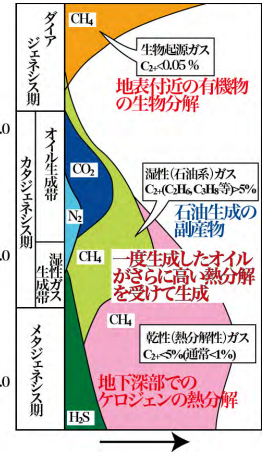 ダイア
ジェネシス期
CH₄
生物起源ガス
C₂₊<0.05 %
地表付近の有機物
の生物分解
.0
カタジェネシス期
オイル生成帯
CO₂
N₂
湿性(石油系)ガス
C₂₊(C₂H₆,C₃H₈等)>5%
石油生成の
副産物
.0
湿性ガス
生成帯
CH₄
一度生成したオイル
がさらに高い熱分解
を受けて生成
メタジェネシス期
CH₄
乾性(熱分解性)ガス
C₂₊<5%(通常<1%)
地下深部での
ケロジェンの熱分解
.0
H₂S